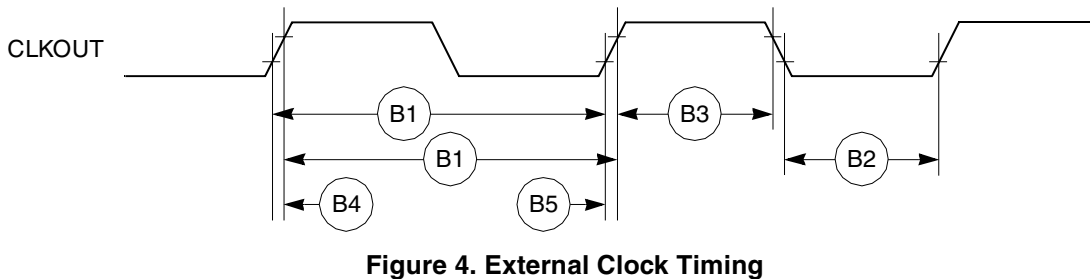 CLKOUT
B1
B3
B1
B2
B4
B5
Figure 4. External Clock Timing